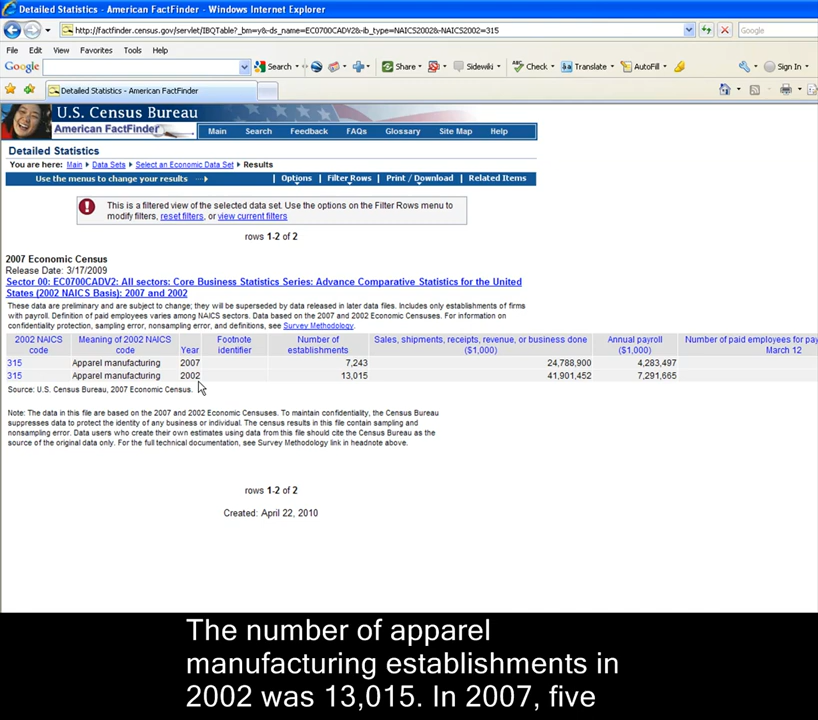 Detailed Statistics - American FactFinder - Windows Internet Explorer
http://factfinder.census.gov/servlet/IBQTable?_bm=y&-ds_name=EC0700CADV2&-ib_type=NAICS2002&-NAICS2002=315
Google
File Edit View Favorites Tools Help
Google Search Share Sidewiki Check Translate AutoFill Sign In
Detailed Statistics - American FactFinder
U.S. Census Bureau
American FactFinder
Main Search Feedback FAQs Glossary Site Map Help
Detailed Statistics
You are here: Main Data Sets Select an Economic Data Set Results
Use the menus to change your results | Options | Filter Rows | Print / Download | Related Items
This is a filtered view of the selected data set. Use the options on the Filter Rows menu to
modify filters, reset filters, or view current filters
rows 1-2 of 2
2007 Economic Census
Release Date: 3/17/2009
Sector 00: EC0700CADV2: All sectors: Core Business Statistics Series: Advance Comparative Statistics for the United
States (2002 NAICS Basis): 2007 and 2002
These data are preliminary and are subject to change; they will be superseded by data released in later data files. Includes only establishments of firms
with payroll. Definition of paid employees varies among NAICS sectors. Data based on the 2007 and 2002 Economic Censuses. For information on
confidentiality protection, sampling error, nonsampling error, and definitions, see Survey Methodology.
2002 NAICS Meaning of 2002 NAICS Footnote Number of Sales, shipments, receipts, revenue, or business done Annual payroll Number of paid employees for pay
code code Year identifier establishments ($1,000) ($1,000) March 12
315 Apparel manufacturing 2007 7,243 24,788,900 4,283,497
315 Apparel manufacturing 2002 13,015 41,901,452 7,291,665
Source: U.S. Census Bureau, 2007 Economic Census.
Note: The data in this file are based on the 2007 and 2002 Economic Censuses. To maintain confidentiality, the Census Bureau
suppresses data to protect the identity of any business or individual. The census results in this file contain sampling and
nonsampling error. Data users who create their own estimates using data from this file should cite the Census Bureau as the
source of the original data only. For the full technical documentation, see Survey Methodology link in headnote above.
rows 1-2 of 2
Created: April 22, 2010
The number of apparel
manufacturing establishments in
2002 was 13,015. In 2007, five